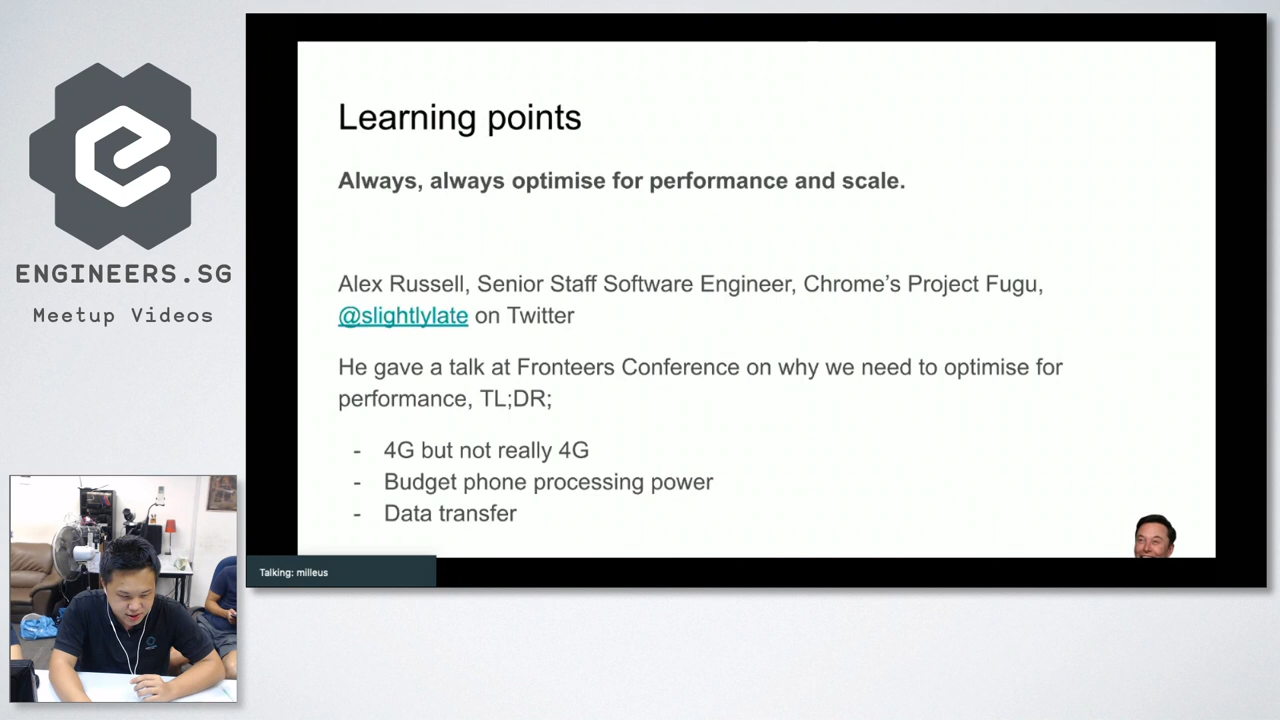 ENGINEERS.SG
Meetup Videos
Learning points
Always, always optimise for performance and scale.
Alex Russell, Senior Staff Software Engineer, Chrome's Project Fugu,
@slightlylate on Twitter
He gave a talk at Fronteers Conference on why we need to optimise for
performance, TL;DR;
- 4G but not really 4G
- Budget phone processing power
- Data transfer
Talking: milleus